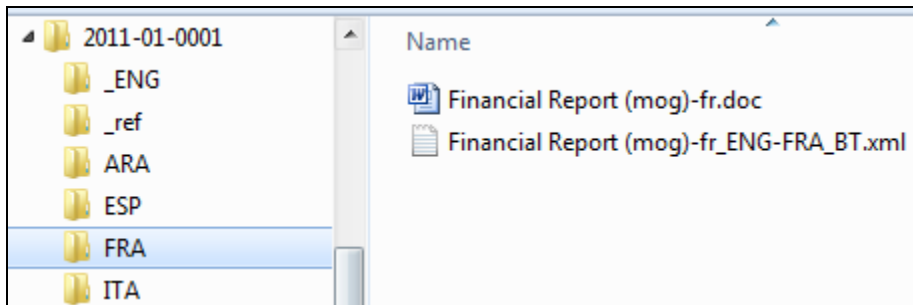 2011-01-0001
_ENG
_ref
ARA
ESP
FRA
ITA
Name
Financial Report (mog)-fr.doc
Financial Report (mog)-fr_ENG-FRA_BT.xml